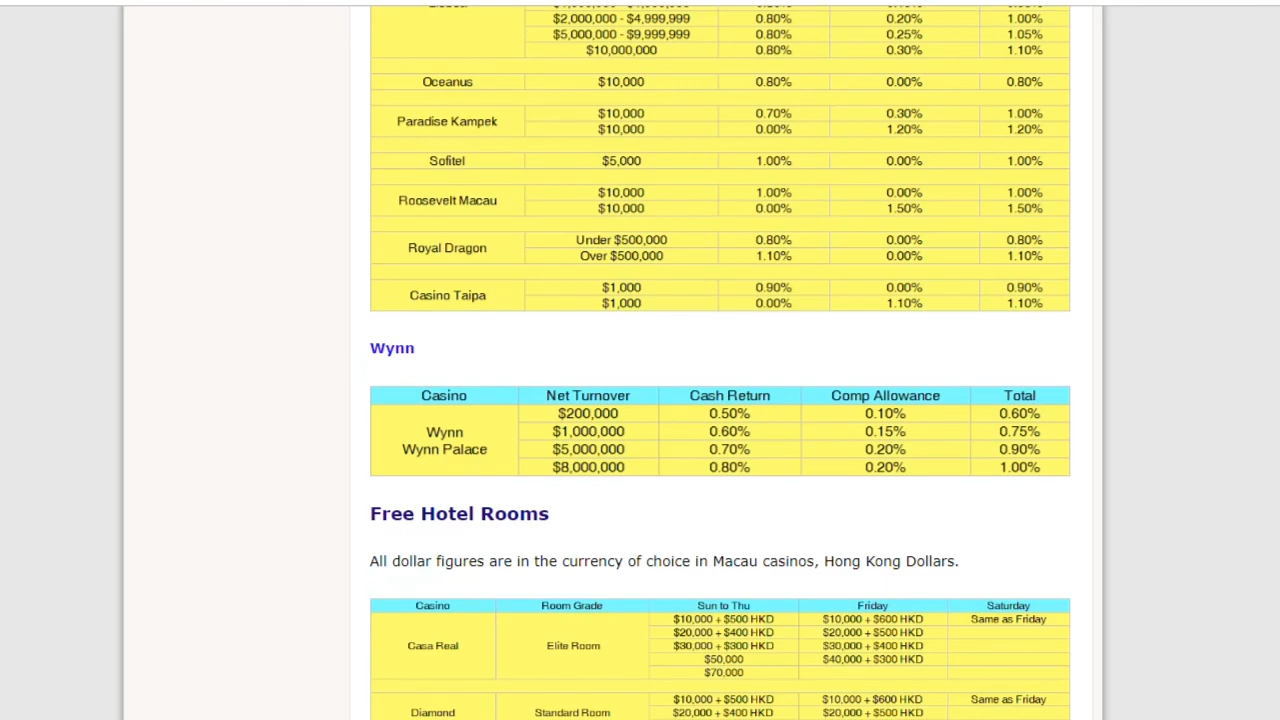 $2,000,000 - $4,999,999 0.80% 0.20% 1.00%
$5,000,000 - $9,999,999 0.80% 0.25% 1.05%
$10,000,000 0.80% 0.30% 1.10%
Oceanus $10,000 0.80% 0.00% 0.80%
Paradise Kampek
$10,000 0.70% 0.30% 1.00%
$10,000 0.00% 1.20% 1.20%
Sofitel $5,000 1.00% 0.00% 1.00%
Roosevelt Macau
$10,000 1.00% 0.00% 1.00%
$10,000 0.00% 1.50% 1.50%
Royal Dragon
Under $500,000 0.80% 0.00% 0.80%
Over $500,000 1.10% 0.00% 1.10%
Casino Taipa
$1,000 0.90% 0.00% 0.90%
$1,000 0.00% 1.10% 1.10%
Wynn
Casino Net Turnover Cash Return Comp Allowance Total
Wynn
Wynn Palace
$200,000 0.50% 0.10% 0.60%
$1,000,000 0.60% 0.15% 0.75%
$5,000,000 0.70% 0.20% 0.90%
$8,000,000 0.80% 0.20% 1.00%
Free Hotel Rooms
All dollar figures are in the currency of choice in Macau casinos, Hong Kong Dollars.
Casino Room Grade Sun to Thu Friday Saturday
Casa Real Elite Room
$10,000 + $500 HKD $10,000 + $600 HKD Same as Friday
$20,000 + $400 HKD $20,000 + $500 HKD
$30,000 + $300 HKD $30,000 + $400 HKD
$50,000 $40,000 + $300 HKD
$70,000
Diamond Standard Room
$10,000 + $500 HKD $10,000 + $600 HKD Same as Friday
$20,000 + $400 HKD $20,000 + $500 HKD